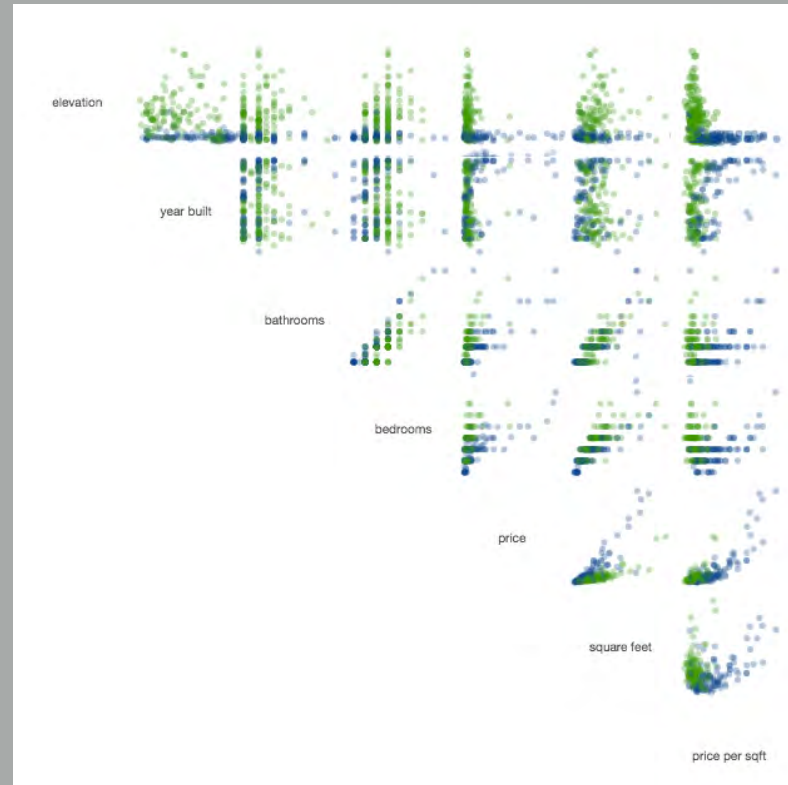 elevation
year built
bathrooms
bedrooms
price
square feet
price per sqft